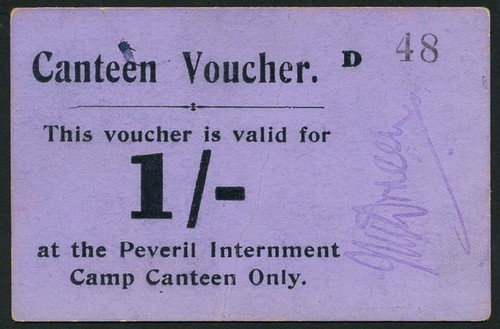 Canteen Voucher. D 48
This voucher is valid for
1/-
at the Peveril Internment
Camp Canteen Only.